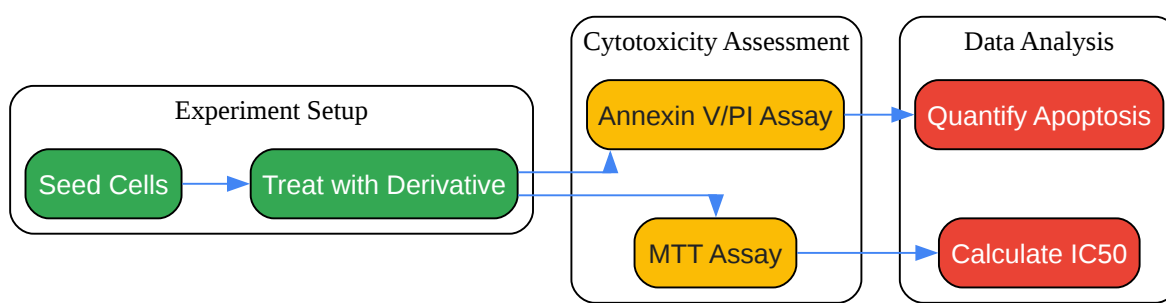 Experiment Setup
Seed Cells
Treat with Derivative
Cytotoxicity Assessment
Annexin V/PI Assay
MTT Assay
Data Analysis
Quantify Apoptosis
Calculate IC50